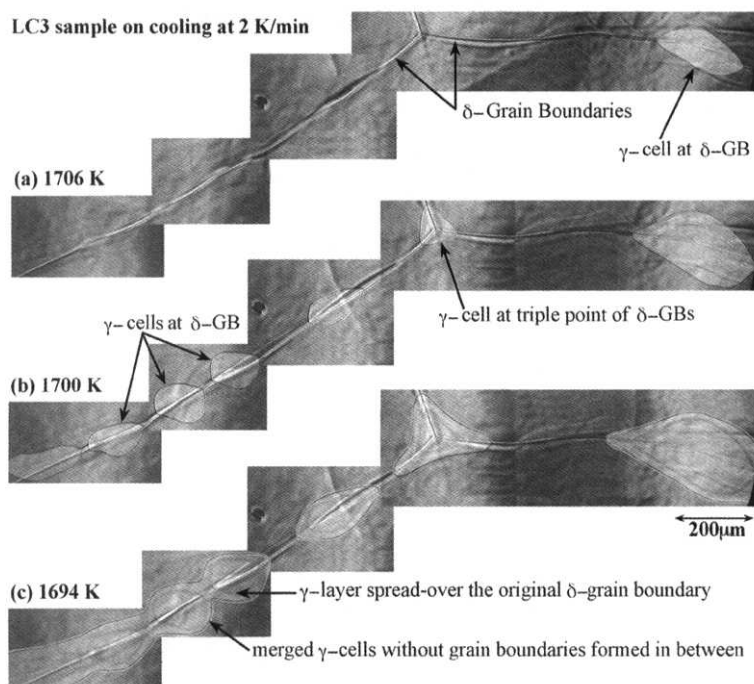 LC3 sample on cooling at 2 K/min
δ–Grain Boundaries
γ–cell at δ–GB
(a) 1706 K
γ–cells at δ–GB
γ–cell at triple point of δ–GBs
(b) 1700 K
200μm
(c) 1694 K
γ–layer spread-over the original δ–grain boundary
merged γ–cells without grain boundaries formed in between